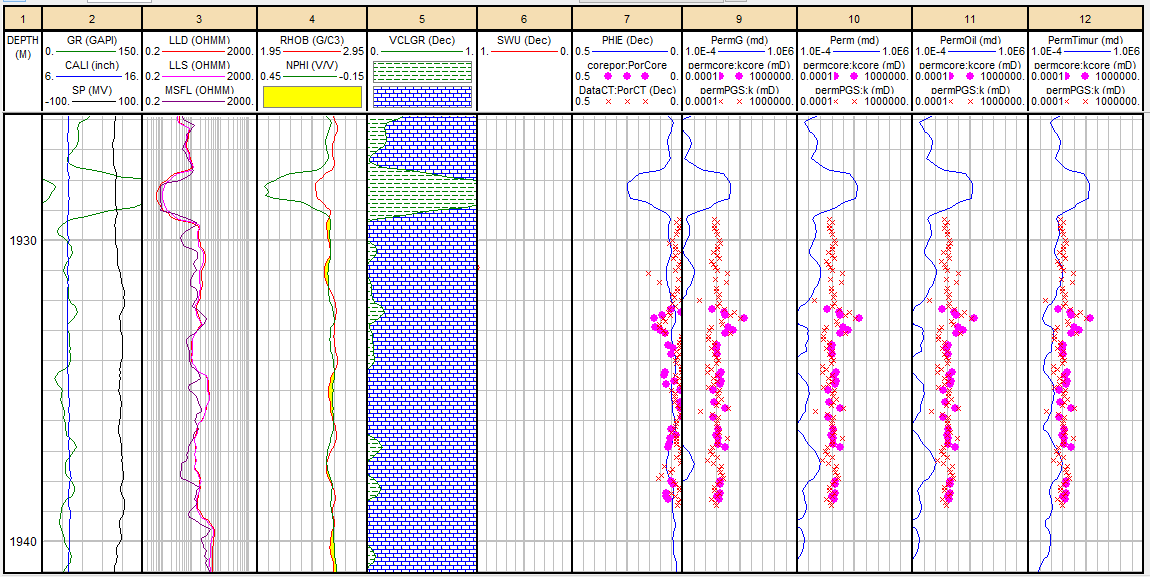 1 2 3 4 5 6 7 9 10 11 12
DEPTH GR (GAPI) LLD (OHMM) RHOB (G/C3) VCLGR (Dec) SWU (Dec) PHIE (Dec) PermG (md) Perm (md) PermOil (md) PermTimur (md)
(M) 0. 150. 0.2 2000. 1.95 2.95 0. 1. 1. 0. 0.5 0. 1.0E-4 1.0E6 1.0E-4 1.0E6 1.0E-4 1.0E6 1.0E-4 1.0E6
CALI (inch) LLS (OHMM) NPHI (V/V) corepor:PorCore permcore:kcore (mD) permcore:kcore (mD) permcore:kcore (mD) permcore:kcore (mD)
6. 16. 0.2 2000. 0.45 -0.15 0.5 0. 0.0001 1000000. 0.0001 1000000. 0.0001 1000000. 0.0001 1000000.
SP (MV) MSFL (OHMM) DataCT:PorCT (Dec) permPGS:k (mD) permPGS:k (mD) permPGS:k (mD) permPGS:k (mD)
-100. 100. 0.2 2000. 0.5 0. 0.0001 1000000. 0.0001 1000000. 0.0001 1000000. 0.0001 1000000.
1930
1940